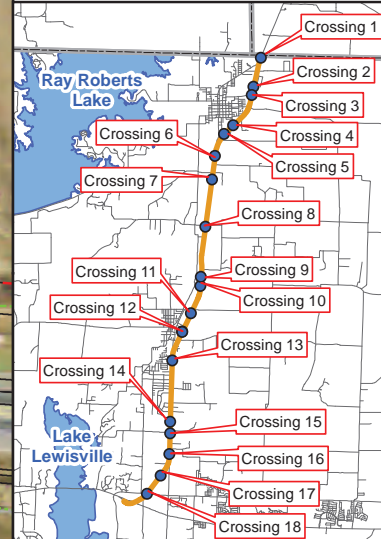 Crossing 1
Ray Roberts
Lake
Crossing 2
Crossing 3
Crossing 6
Crossing 4
Crossing 5
Crossing 7
Crossing 8
Crossing 11
Crossing 9
Crossing 10
Crossing 12
Crossing 13
Crossing 14
Crossing 15
Lake
Lewisville
Crossing 16
Crossing 17
Crossing 18